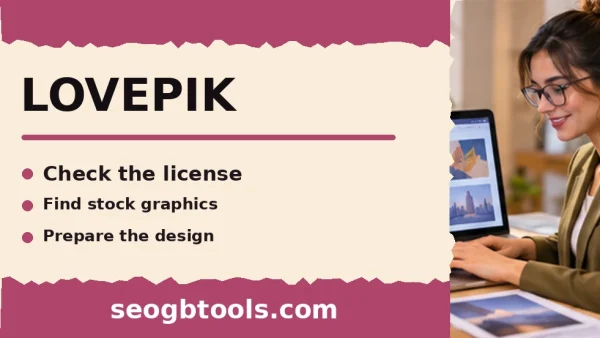 LOVEPIK
Check the license
Find stock graphics
Prepare the design
seogbtools.com